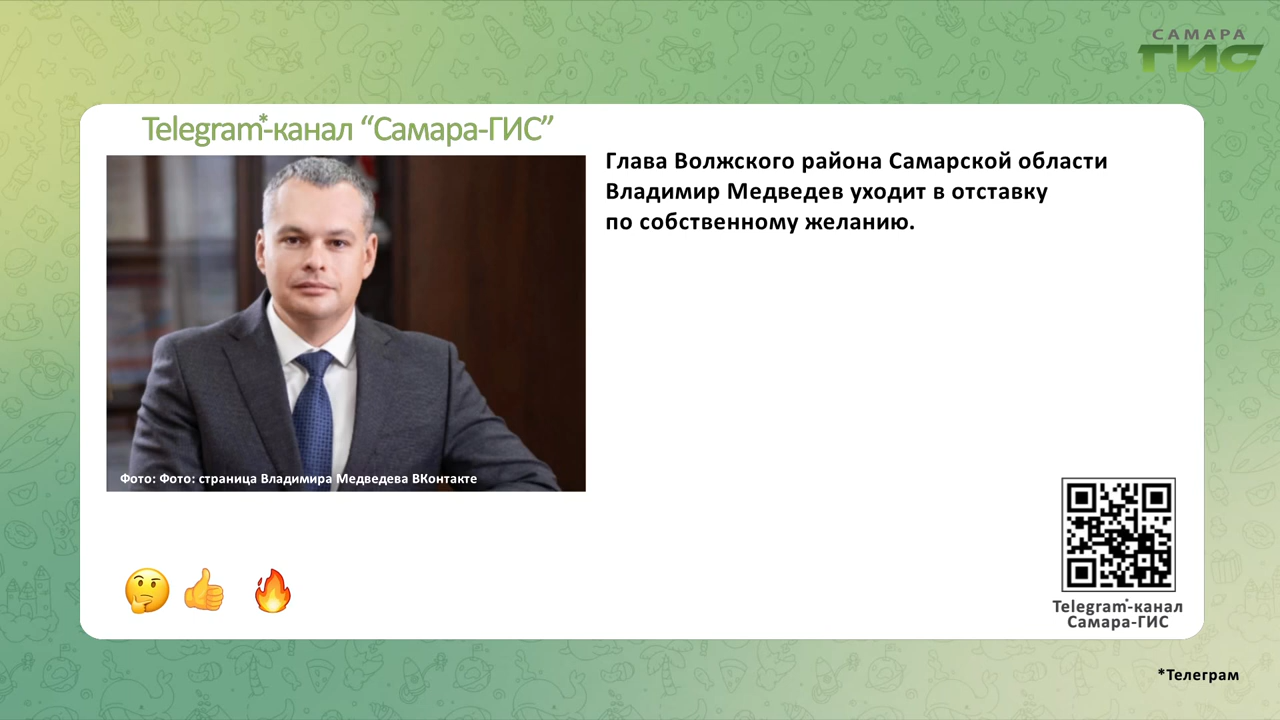 САМАРА
ГИС
Telegram*-канал “Самара-ГИС”
Глава Волжского района Самарской области
Владимир Медведев уходит в отставку
по собственному желанию.
Фото: Фото: страница Владимира Медведева ВКонтакте
Telegram*-канал
Самара-ГИС
*Телеграм